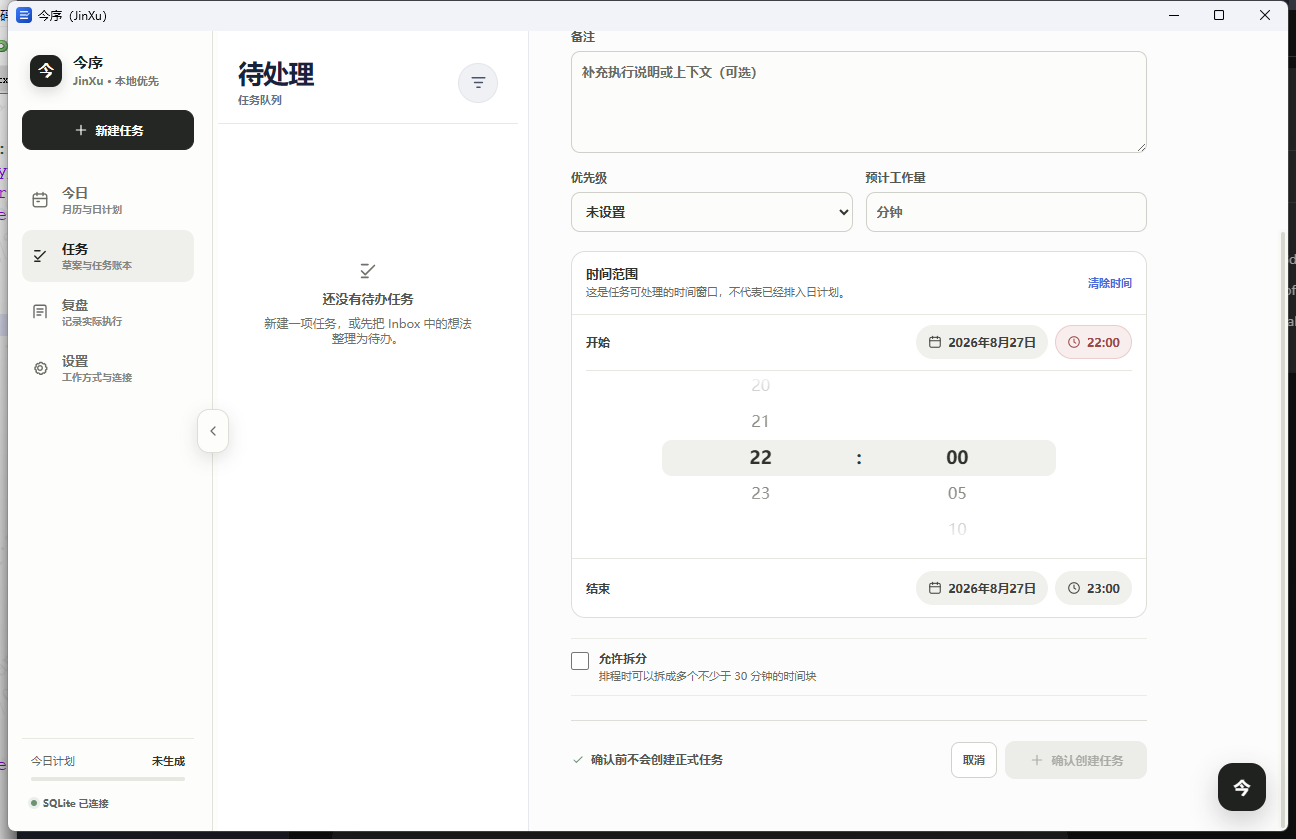 今序 (JinXu)
今
今序
JinXu • 本地优先
+ 新建任务
今日
月历与日计划
任务
草案与任务账本
复盘
记录实际执行
设置
工作方式与连接
今日计划 未生成
SQLite 已连接
待处理
任务队列
还没有待办任务
新建一项任务，或先把 Inbox 中的想法
整理为待办。
备注
补充执行说明或上下文（可选）
优先级 预计工作量
未设置 分钟
时间范围
这是任务可处理的时间窗口，不代表已经排入日计划。
清除时间
开始 2026年8月27日 22:00
20
21
22 : 00
23 05
10
结束 2026年8月27日 23:00
允许拆分
排程时可以拆成多个不少于 30 分钟的时间块
确认前不会创建正式任务
取消
+ 确认创建任务
今